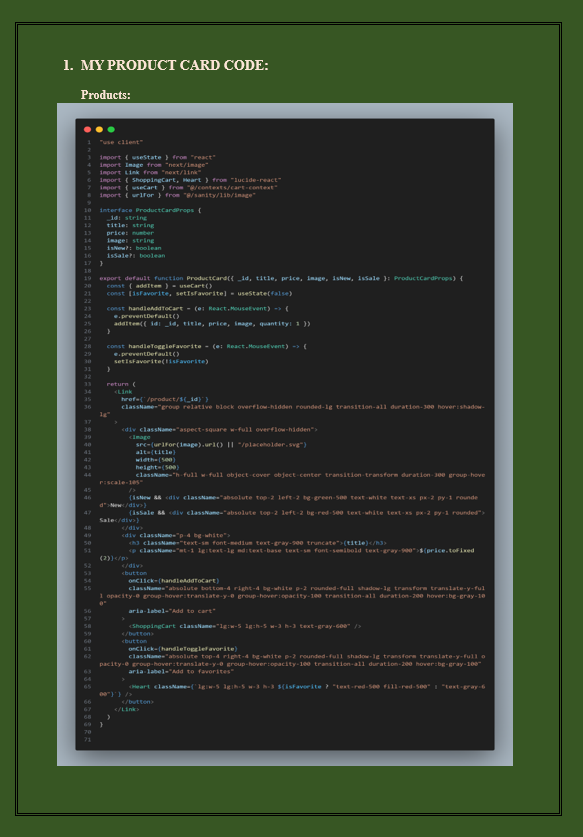 1. MY PRODUCT CARD CODE:
Products:
1 "use client"
2
3
4 import { useState } from "react"
5 import Image from "next/image"
6 import Link from "next/link"
6 import { ShoppingCart, Heart } from "lucide-react"
7 import { useCart } from "@/contexts/cart-context"
8 import { urlFor } from "@/sanity/lib/image"
9
10 interface ProductCardProps {
11 _id: string
12 title: string
13 price: number
14 image: string
15 isNew?: boolean
16 isSale?: boolean
17 }
18
19 export default function ProductCard({ _id, title, price, image, isNew, isSale }: ProductCardProps) {
20 const { addItem } = useCart()
21 const [isFavorite, setIsFavorite] = useState(false)
22
23 const handleAddToCart = (e: React.MouseEvent) => {
24 e.preventDefault()
25 addItem({ id: _id, title, price, image, quantity: 1 })
26 }
27
28 const handleToggleFavorite = (e: React.MouseEvent) => {
29 e.preventDefault()
30 setIsFavorite(!isFavorite)
31 }
32
33 return (
34 <Link
35 href={`/product/${_id}`}
36 className="group relative block overflow-hidden rounded-lg transition-all duration-300 hover:shadow-
lg"
37 >
38 <div className="aspect-square w-full overflow-hidden">
39 <Image
40 src={urlFor(image).url() || "/placeholder.svg"}
41 alt={title}
42 width={500}
43 height={500}
44 className="h-full w-full object-cover object-center transition-transform duration-300 group-hove
r:scale-105"
45 />
46 {isNew && <div className="absolute top-2 left-2 bg-green-500 text-white text-xs px-2 py-1 rounde
d">New</div>}
47 {isSale && <div className="absolute top-2 left-2 bg-red-500 text-white text-xs px-2 py-1 rounded">
Sale</div>}
48 </div>
49 <div className="p-4 bg-white">
50 <h3 className="text-sm font-medium text-gray-900 truncate">{title}</h3>
51 <p className="mt-1 lg:text-lg md:text-base text-sm font-semibold text-gray-900">${price.toFixed
(2)}</p>
52 </div>
53 <button
54 onClick={handleAddToCart}
55 className="absolute bottom-4 right-4 bg-white p-2 rounded-full shadow-lg transform translate-y-ful
l opacity-0 group-hover:translate-y-0 group-hover:opacity-100 transition-all duration-200 hover:bg-gray-10
0"
56 aria-label="Add to cart"
57 >
58 <ShoppingCart className="lg:w-5 lg:h-5 w-3 h-3 text-gray-600" />
59 </button>
60 <button
61 onClick={handleToggleFavorite}
62 className="absolute top-4 right-4 bg-white p-2 rounded-full shadow-lg transform translate-y-full o
pacity-0 group-hover:translate-y-0 group-hover:opacity-100 transition-all duration-200 hover:bg-gray-100"
63 aria-label="Add to favorites"
64 >
65 <Heart className={`lg:w-5 lg:h-5 w-3 h-3 ${isFavorite ? "text-red-500 fill-red-500" : "text-gray-6
00"}`} />
66 </button>
67 </Link>
68 )
69 }
70
71